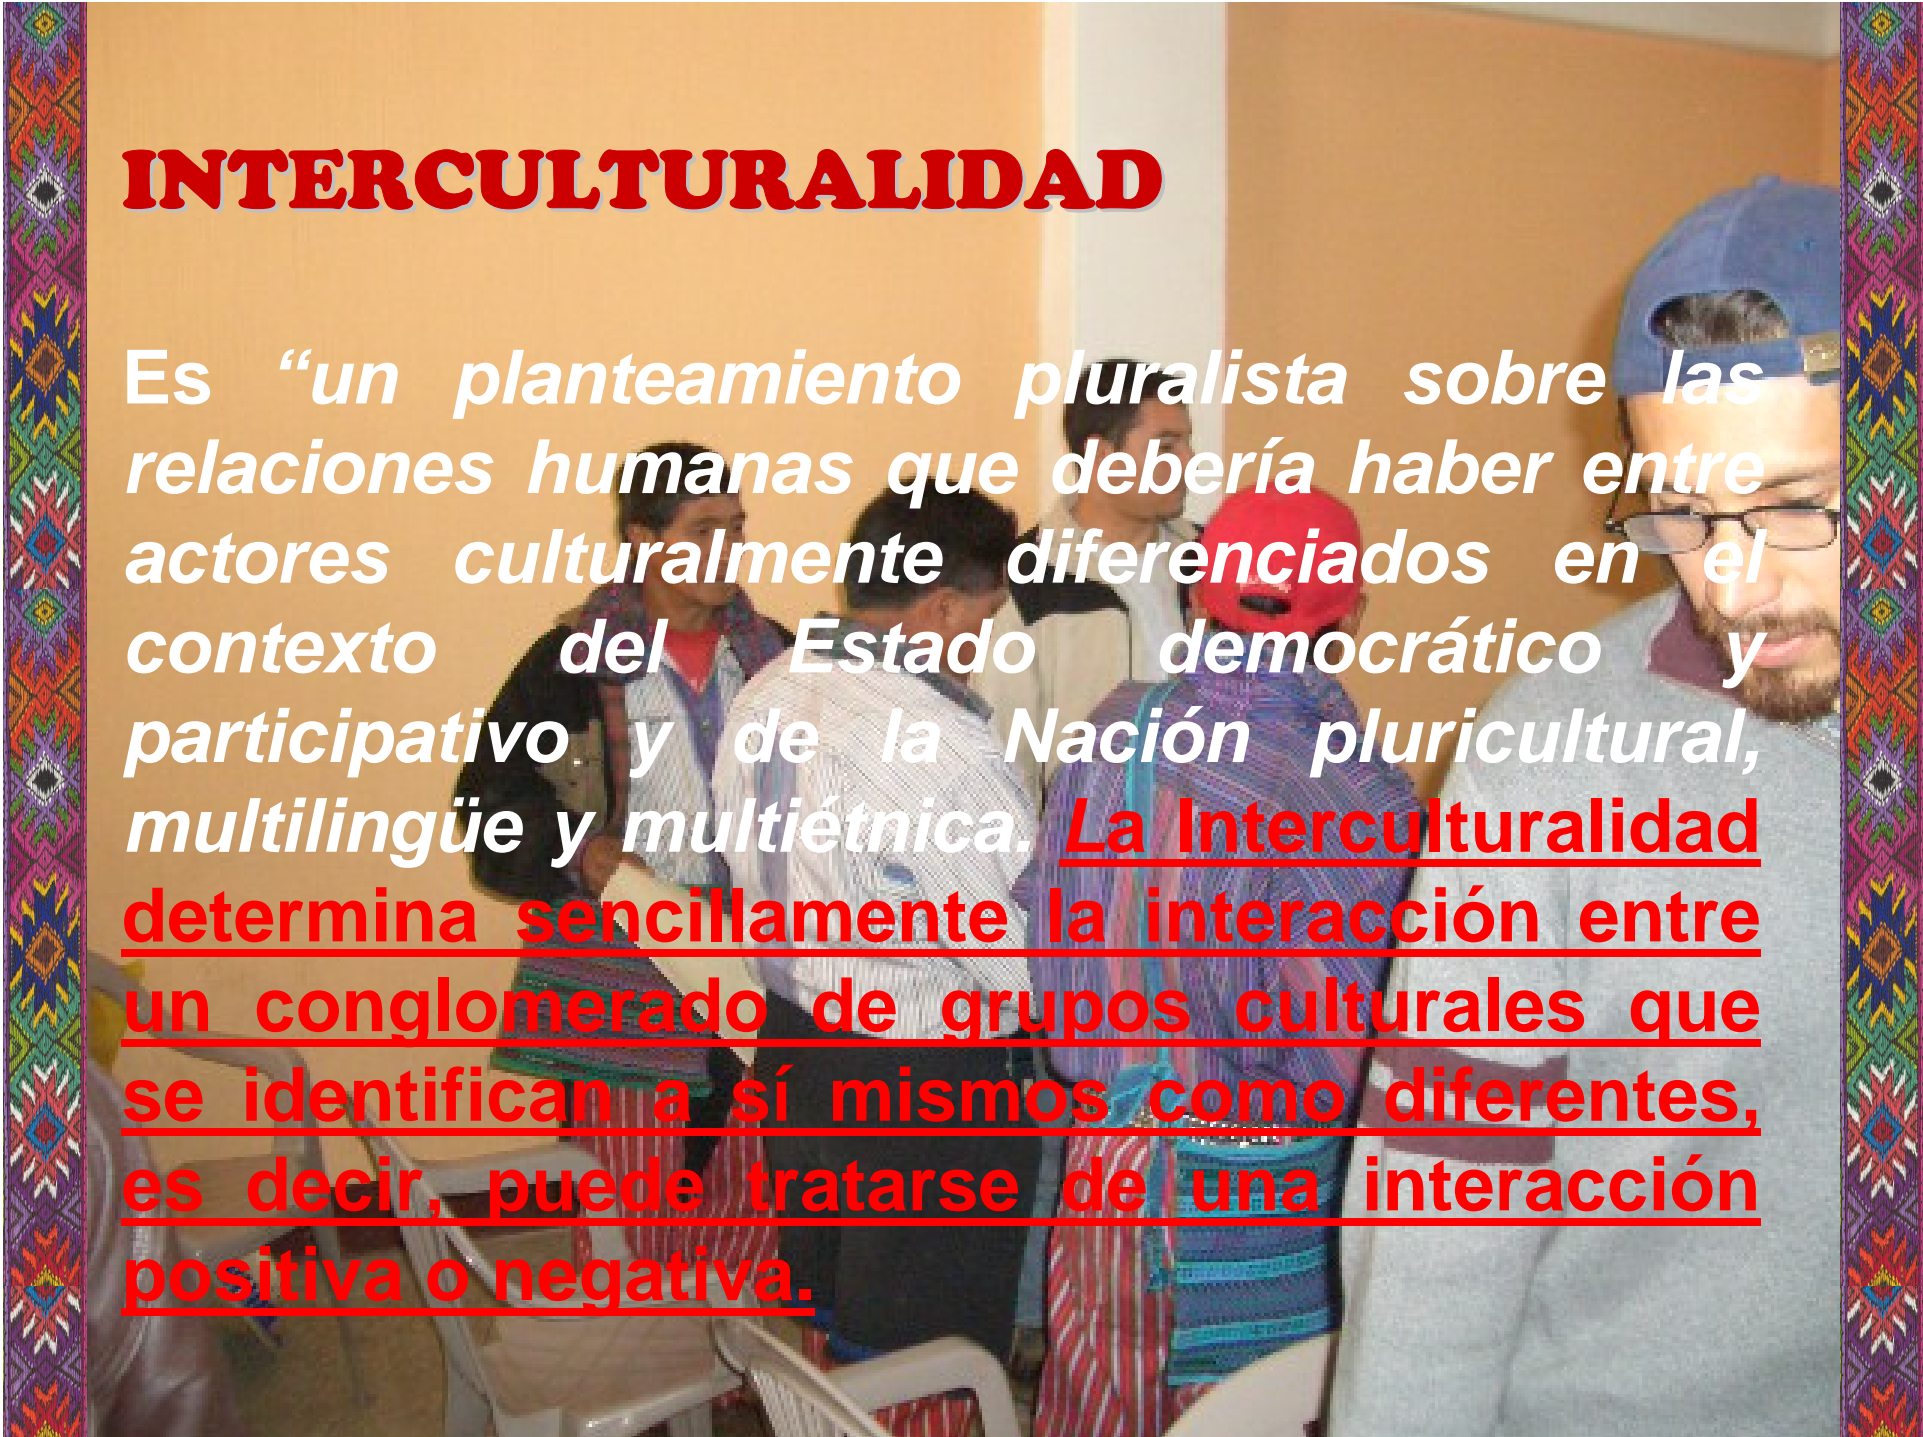 INTERCULTURALIDAD
Es “un planteamiento pluralista sobre las
relaciones humanas que debería haber entre
actores culturalmente diferenciados en el
contexto del Estado democrático y
participativo y de la Nación pluricultural,
multilingüe y multiétnica. La Interculturalidad
determina sencillamente la interacción entre
un conglomerado de grupos culturales que
se identifican a sí mismos como diferentes,
es decir, puede tratarse de una interacción
positiva o negativa.